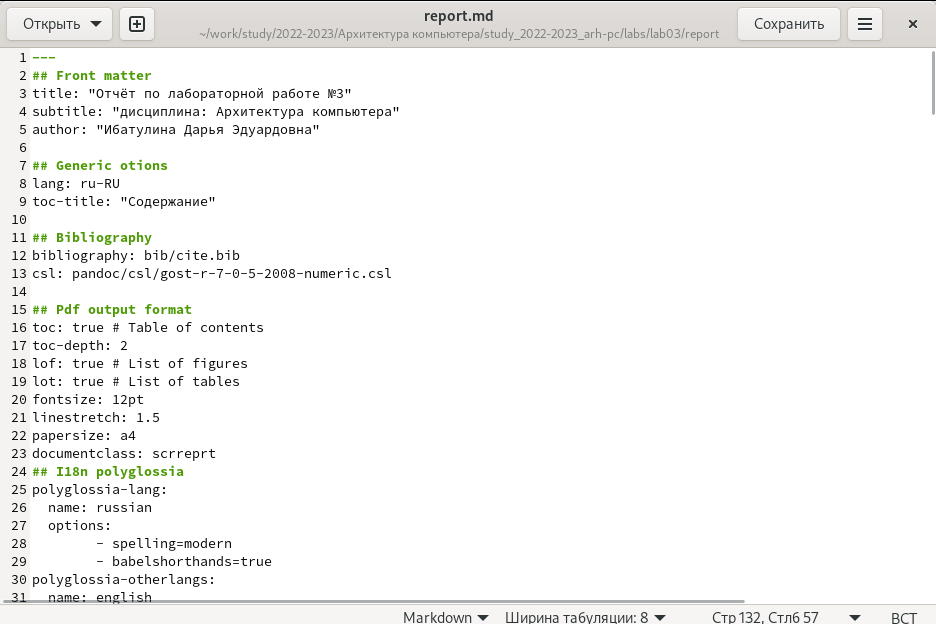 Открыть
report.md
~/work/study/2022-2023/Архитектура компьютера/study_2022-2023_arh-pc/labs/lab03/report
Сохранить
1 ---
2 ## Front matter
3 title: "Отчёт по лабораторной работе №3"
4 subtitle: "дисциплина: Архитектура компьютера"
5 author: "Ибатулина Дарья Эдуардовна"
6
7 ## Generic otions
8 lang: ru-RU
9 toc-title: "Содержание"
10
11 ## Bibliography
12 bibliography: bib/cite.bib
13 csl: pandoc/csl/gost-r-7-0-5-2008-numeric.csl
14
15 ## Pdf output format
16 toc: true # Table of contents
17 toc-depth: 2
18 lof: true # List of figures
19 lot: true # List of tables
20 fontsize: 12pt
21 linestretch: 1.5
22 papersize: a4
23 documentclass: scrreprt
24 ## I18n polyglossia
25 polyglossia-lang:
26   name: russian
27   options:
28         - spelling=modern
29         - babelshorthands=true
30 polyglossia-otherlangs:
31   name: english
Markdown Ширина табуляции: 8 Стр 132, Стлб 57 ВСТ